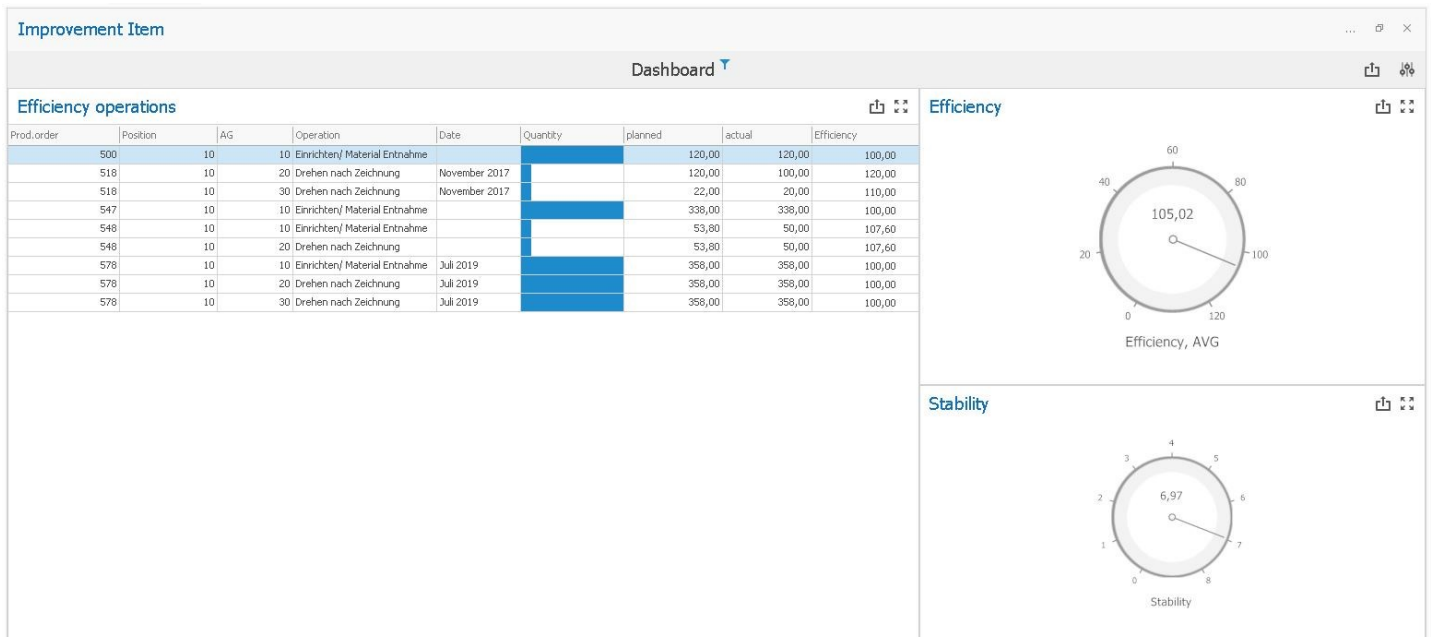 Improvement Item
...
Dashboard
Efficiency operations
Prod.order Position AG Operation Date Quantity planned actual Efficiency
500 10 10 Einrichten/ Material Entnahme 120,00 120,00 100,00
518 10 20 Drehen nach Zeichnung November 2017 120,00 100,00 120,00
518 10 30 Drehen nach Zeichnung November 2017 22,00 20,00 110,00
547 10 10 Einrichten/ Material Entnahme 338,00 338,00 100,00
548 10 10 Einrichten/ Material Entnahme 53,80 50,00 107,60
548 10 20 Drehen nach Zeichnung 53,80 50,00 107,60
578 10 10 Einrichten/ Material Entnahme Juli 2019 358,00 358,00 100,00
578 10 20 Drehen nach Zeichnung Juli 2019 358,00 358,00 100,00
578 10 30 Drehen nach Zeichnung Juli 2019 358,00 358,00 100,00
Efficiency
60
40 80
105,02
20 100
0 120
Efficiency, AVG
Stability
4
3 5
2 6,97 6
1 7
0 8
Stability